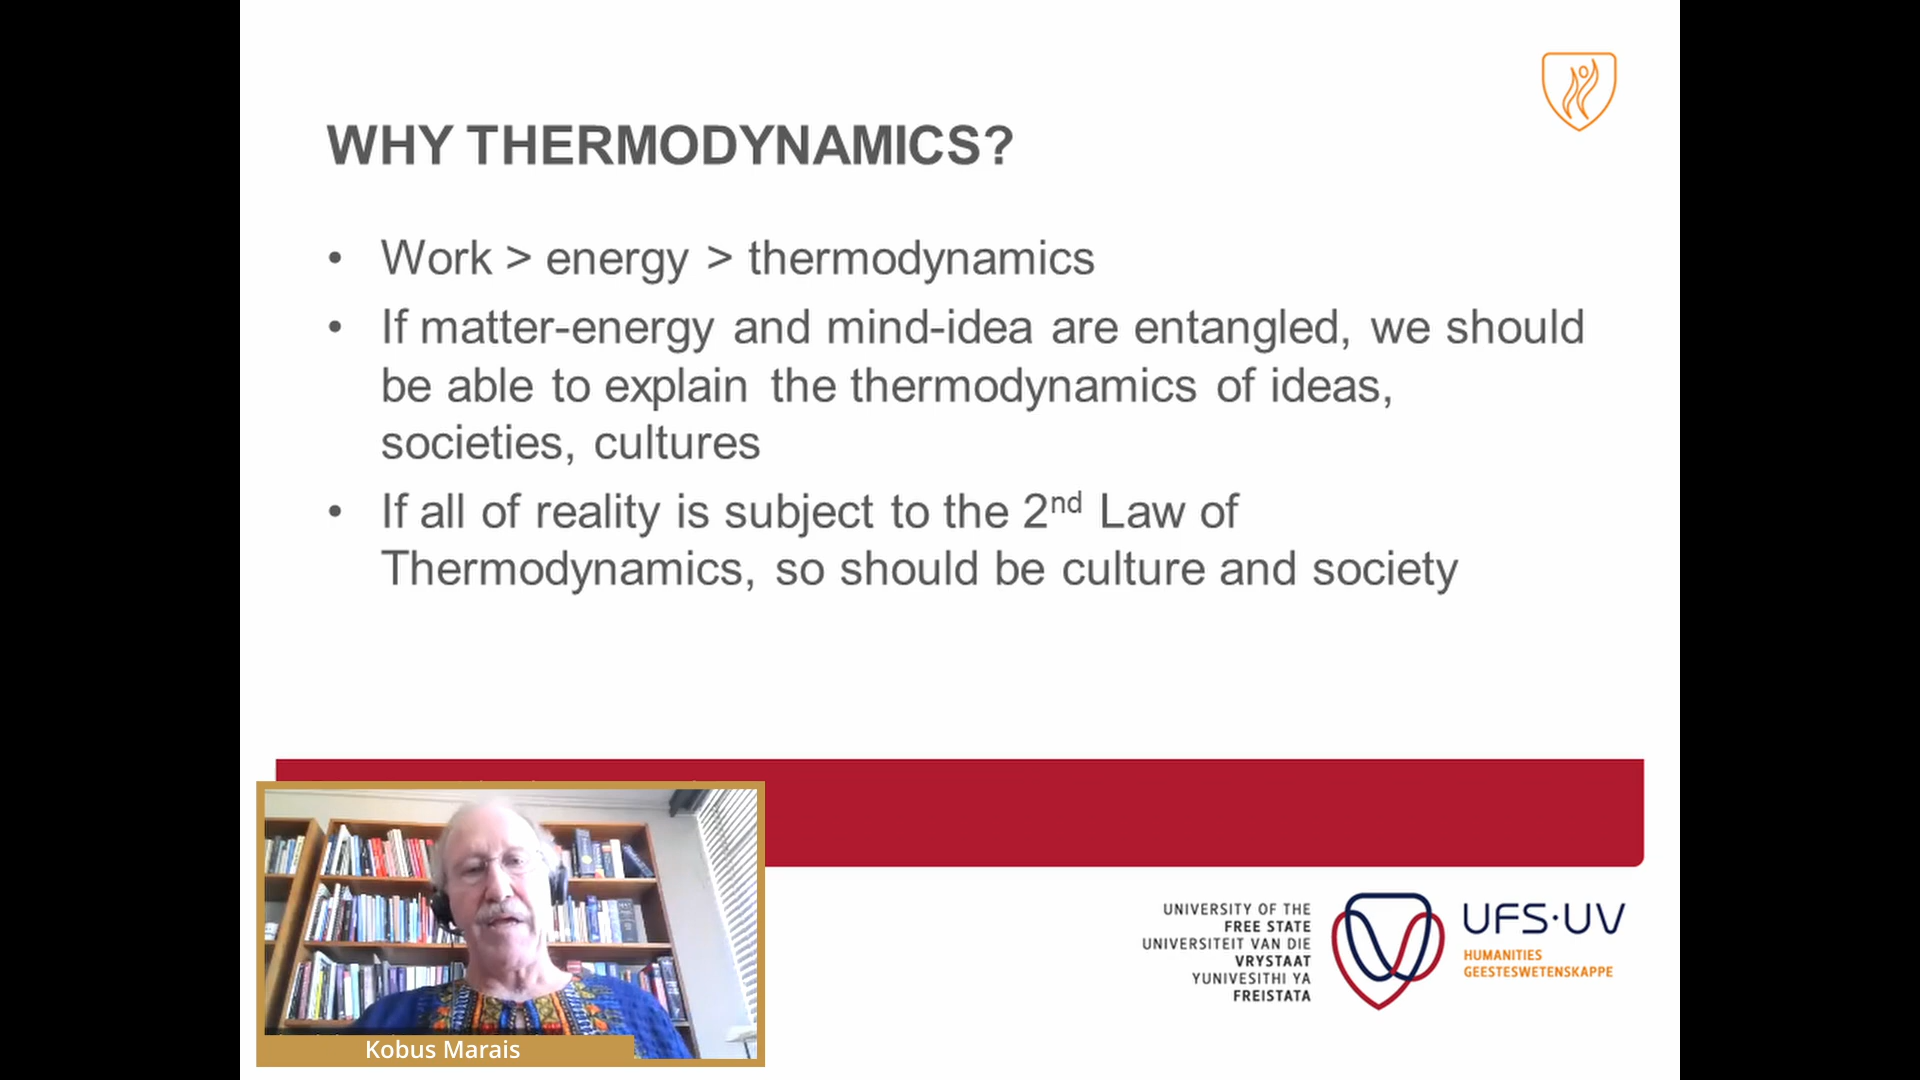 WHY THERMODYNAMICS?
• Work > energy > thermodynamics
• If matter-energy and mind-idea are entangled, we should
be able to explain the thermodynamics of ideas,
societies, cultures
• If all of reality is subject to the 2nd Law of
Thermodynamics, so should be culture and society
UNIVERSITY OF THE
FREE STATE
UNIVERSITEIT VAN DIE
VRYSTAAT
YUNIVESITHI YA
FREISTATA
UFS·UV
HUMANITIES
GEESTESWETENSKAPPE
Kobus Marais